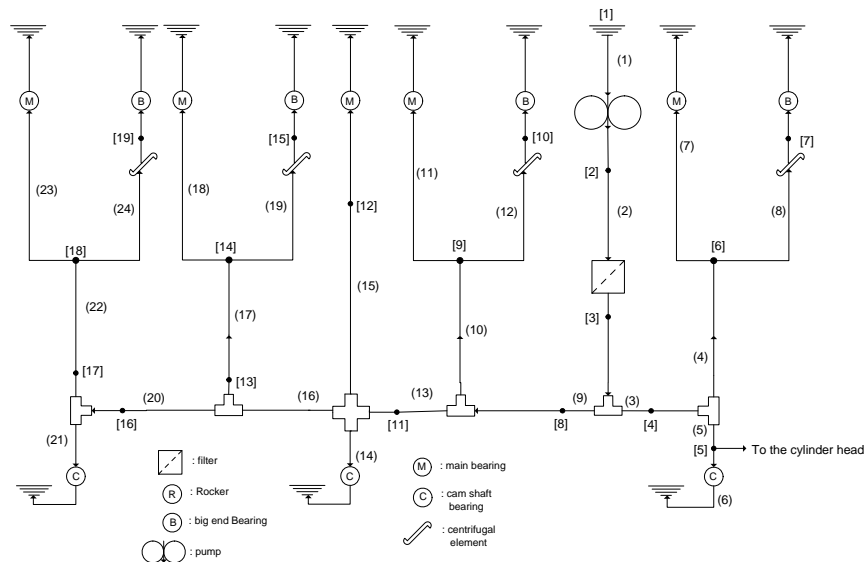 [1]
(1)
M B M B M M B M B
[19] [15] [10] [2] [7]
(23) (24) (18) (19) [12] (11) (12) (2) (7) (8)
[18] [14] [9] [6]
(22) (17) (15) (10) [3] (4)
[17] [13] (16) (13) (9) (3)
(20) [16] [11] [8] [4] (5)
(21) (14) [5] To the cylinder head
C C C
(6)
: filter
R : Rocker
B : big end Bearing
: pump
M : main bearing
C : cam shaft
bearing
: centrifugal
element